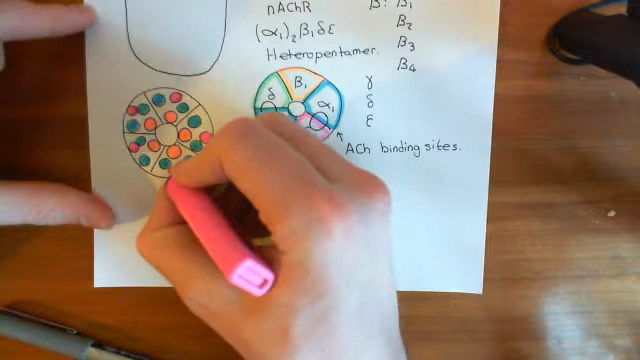 nAChR
(α₁)₂β₁δε
Heteropentamer.
β: β₁
β₂
β₃
β₄
γ
δ
ε
δ
β₁
α₁
ACh binding sites.